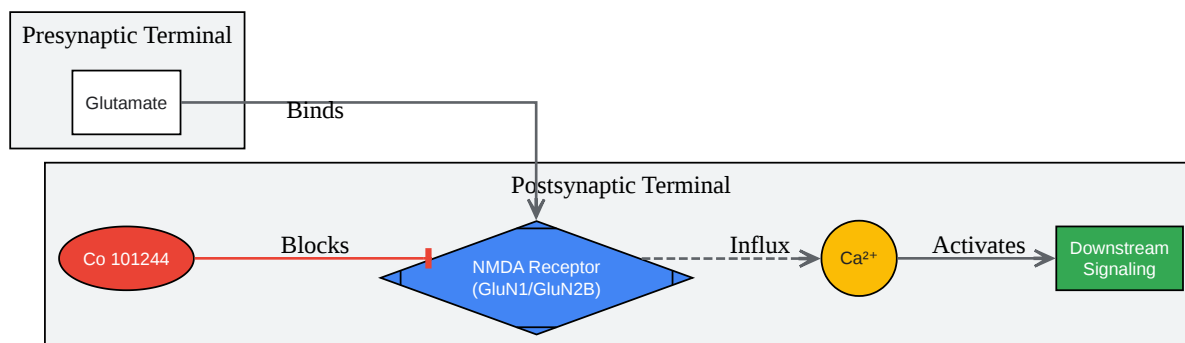 Presynaptic Terminal
Glutamate
Binds
Postsynaptic Terminal
Co 101244
Blocks
NMDA Receptor
(GluN1/GluN2B)
Influx
Ca²⁺
Activates
Downstream
Signaling